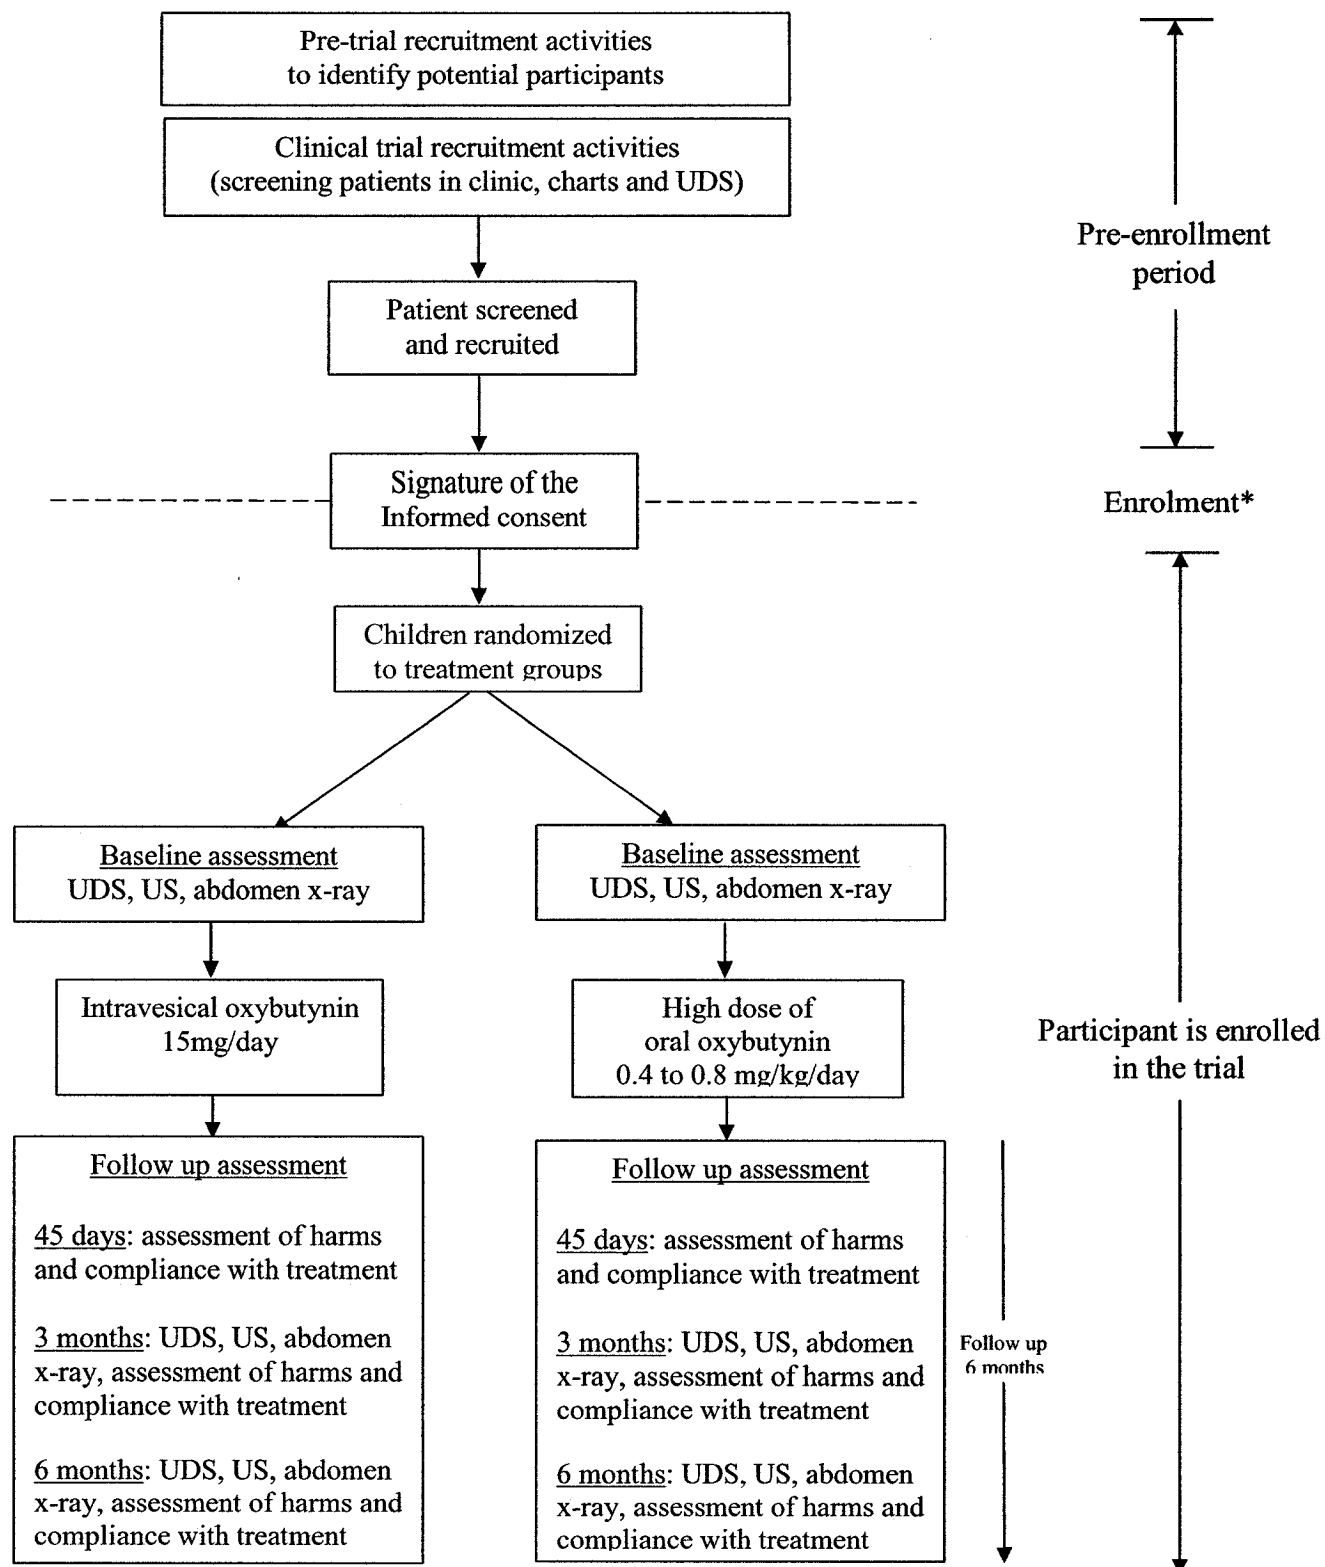 Pre-trial recruitment activities
to identify potential participants
Clinical trial recruitment activities
(screening patients in clinic, charts and UDS)
Pre-enrollment
period
Patient screened
and recruited
Signature of the
Informed consent
Enrolment*
Children randomized
to treatment groups
Baseline assessment
UDS, US, abdomen x-ray
Baseline assessment
UDS, US, abdomen x-ray
Intravesical oxybutynin
15mg/day
High dose of
oral oxybutynin
0.4 to 0.8 mg/kg/day
Participant is enrolled
in the trial
Follow up assessment
45 days: assessment of harms
and compliance with treatment
3 months: UDS, US, abdomen
x-ray, assessment of harms and
compliance with treatment
6 months: UDS, US, abdomen
x-ray, assessment of harms and
compliance with treatment
Follow up assessment
45 days: assessment of harms
and compliance with treatment
3 months: UDS, US, abdomen
x-ray, assessment of harms and
compliance with treatment
6 months: UDS, US, abdomen
x-ray, assessment of harms and
compliance with treatment
Follow up
6 months